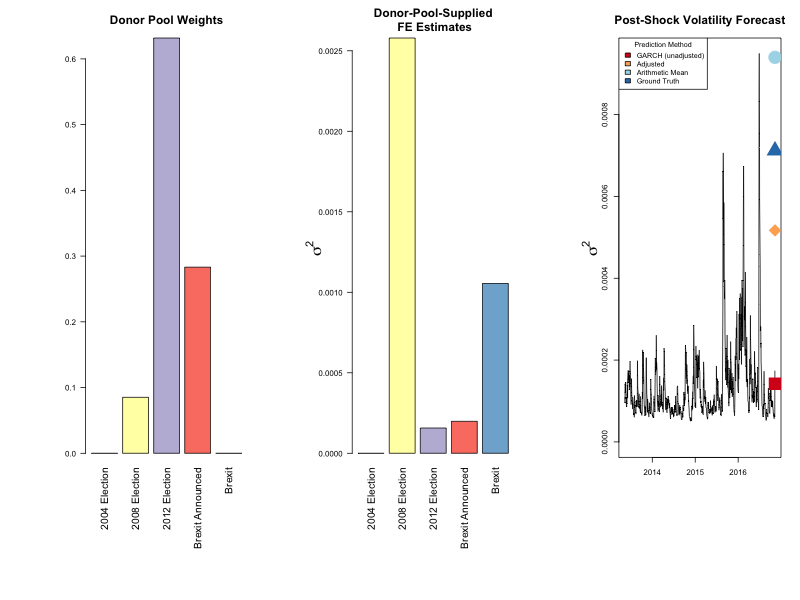 Donor Pool Weights
0.6
0.5
0.4
0.3
0.2
0.1
0.0
2004 Election
2008 Election
2012 Election
Brexit Announced
Brexit
Donor-Pool-Supplied
FE Estimates
σ²
0.0025
0.0020
0.0015
0.0010
0.0005
0.0000
2004 Election
2008 Election
2012 Election
Brexit Announced
Brexit
Post-Shock Volatility Forecast
Prediction Method
GARCH (unadjusted)
Adjusted
Arithmetic Mean
Ground Truth
σ²
0.0008
0.0006
0.0004
0.0002
0.0000
2014
2015
2016